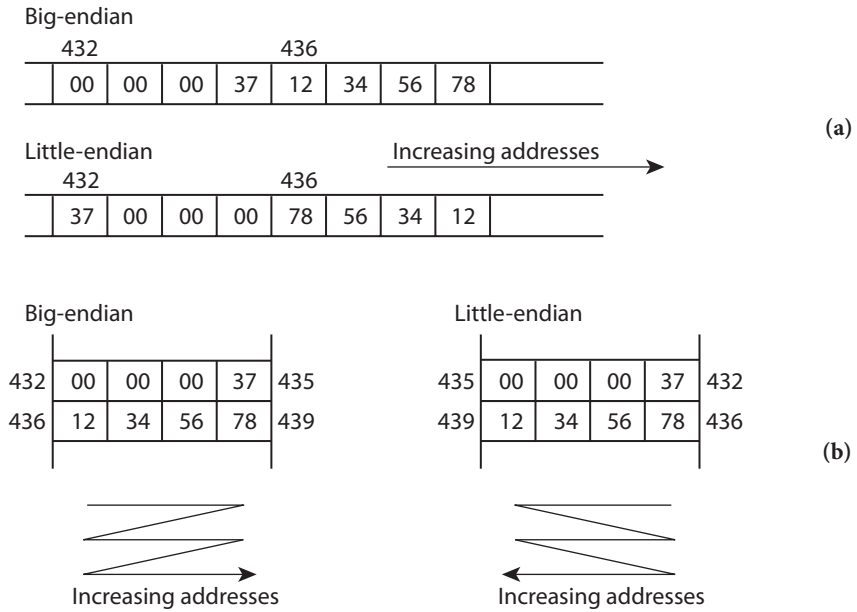 Big-endian
432 436
00 00 00 37 12 34 56 78
(a)
Little-endian Increasing addresses
432 436
37 00 00 00 78 56 34 12
Big-endian Little-endian
432 00 00 00 37 435 435 00 00 00 37 432
436 12 34 56 78 439 439 12 34 56 78 436
(b)
Increasing addresses Increasing addresses